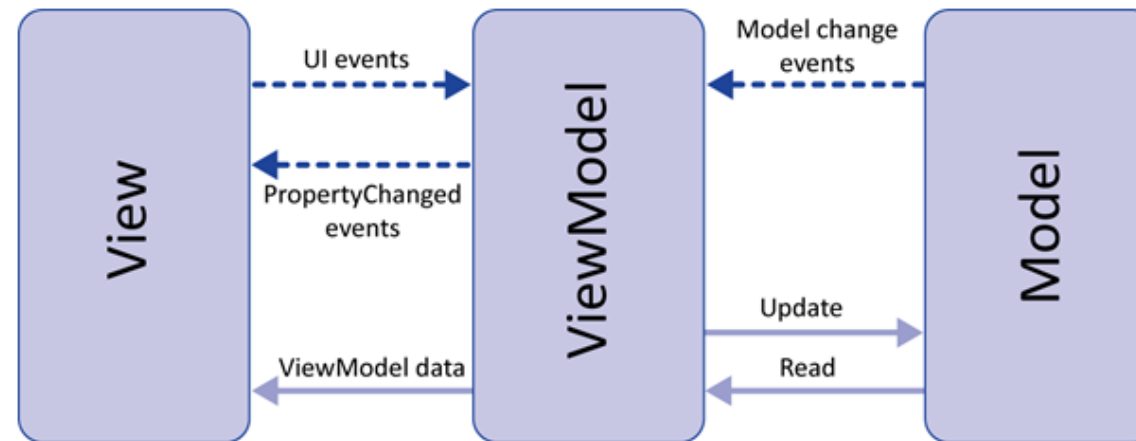 View
UI events
PropertyChanged
events
ViewModel data
ViewModel
Model change
events
Update
Read
Model